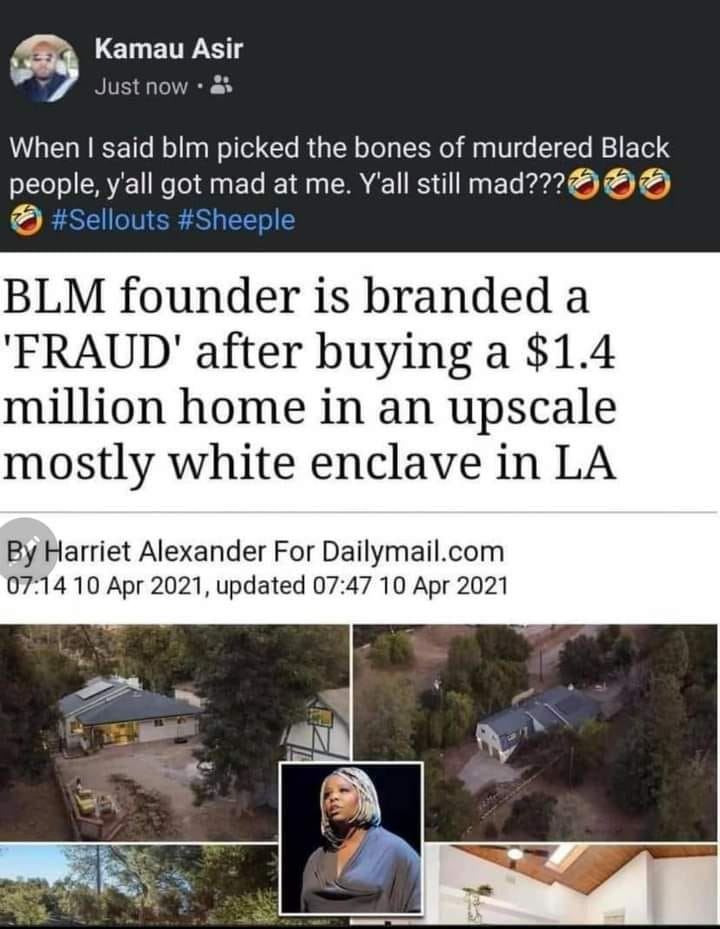 Kamau Asir
Just now ·
When I said blm picked the bones of murdered Black
people, y'all got mad at me. Y'all still mad???🤣🤣🤣
🤣 #Sellouts #Sheeple
BLM founder is branded a
'FRAUD' after buying a $1.4
million home in an upscale
mostly white enclave in LA
By Harriet Alexander For Dailymail.com
07:14 10 Apr 2021, updated 07:47 10 Apr 2021